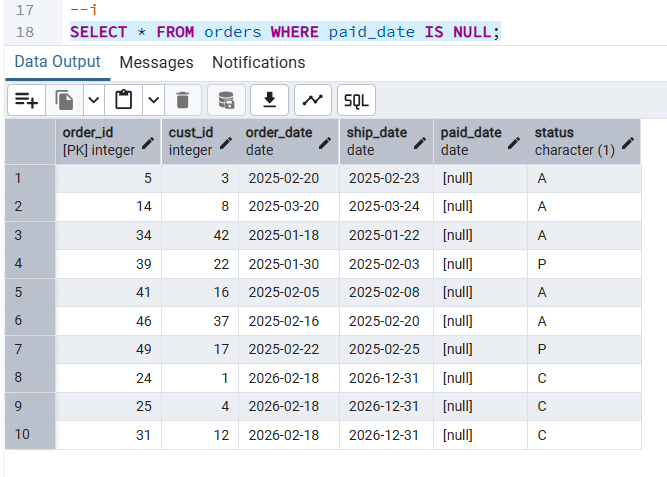 17 --i
18 SELECT * FROM orders WHERE paid_date IS NULL;
Data Output Messages Notifications
SQL
order_id cust_id order_date ship_date paid_date status
[PK] integer integer date date date character (1)
1 5 3 2025-02-20 2025-02-23 [null] A
2 14 8 2025-03-20 2025-03-24 [null] A
3 34 42 2025-01-18 2025-01-22 [null] A
4 39 22 2025-01-30 2025-02-03 [null] P
5 41 16 2025-02-05 2025-02-08 [null] A
6 46 37 2025-02-16 2025-02-20 [null] A
7 49 17 2025-02-22 2025-02-25 [null] P
8 24 1 2026-02-18 2026-12-31 [null] C
9 25 4 2026-02-18 2026-12-31 [null] C
10 31 12 2026-02-18 2026-12-31 [null] C